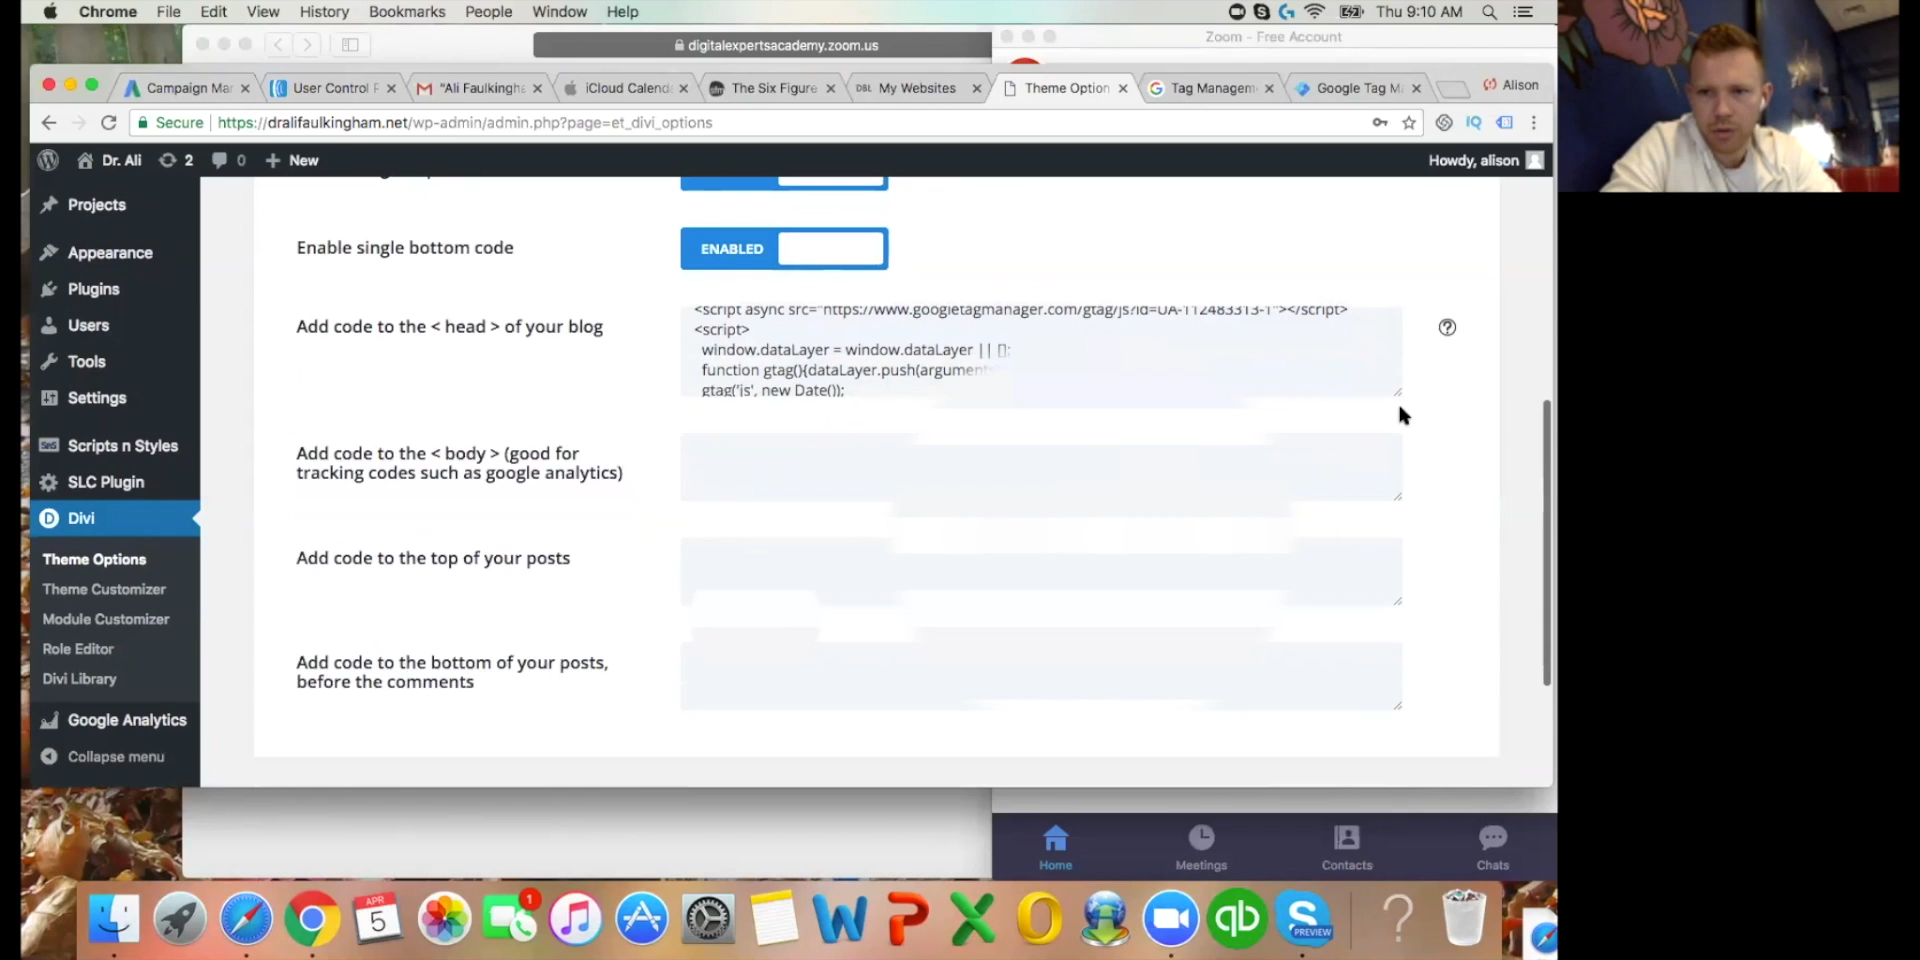 Chrome File Edit View History Bookmarks People Window Help
Thu 9:10 AM
digitalexpertsacademy.zoom.us
Zoom - Free Account
Campaign Mar
User Control F
"Ali Faulkingh
iCloud Calend
The Six Figure
DBL My Websites
Theme Option
Tag Managem
Google Tag M
Alison
Secure https://dralifaulkingham.net/wp-admin/admin.php?page=et_divi_options
Dr. Ali 2 0 + New
Howdy, alison
Projects
Appearance
Plugins
Users
Tools
Settings
SnS Scripts n Styles
SLC Plugin
D Divi
Theme Options
Theme Customizer
Module Customizer
Role Editor
Divi Library
Google Analytics
Collapse menu
Enable single bottom code
ENABLED
Add code to the < head > of your blog
<script async src="https://www.googletagmanager.com/gtag/js?id=UA-112483313-1"></script>
<script>
window.dataLayer = window.dataLayer || [];
function gtag(){dataLayer.push(arguments
gtag('js', new Date());
Add code to the < body > (good for
tracking codes such as google analytics)
Add code to the top of your posts
Add code to the bottom of your posts,
before the comments
Home
Meetings
Contacts
Chats
APR
5
1
W
P
X
O
qb
S
PREVIEW
?